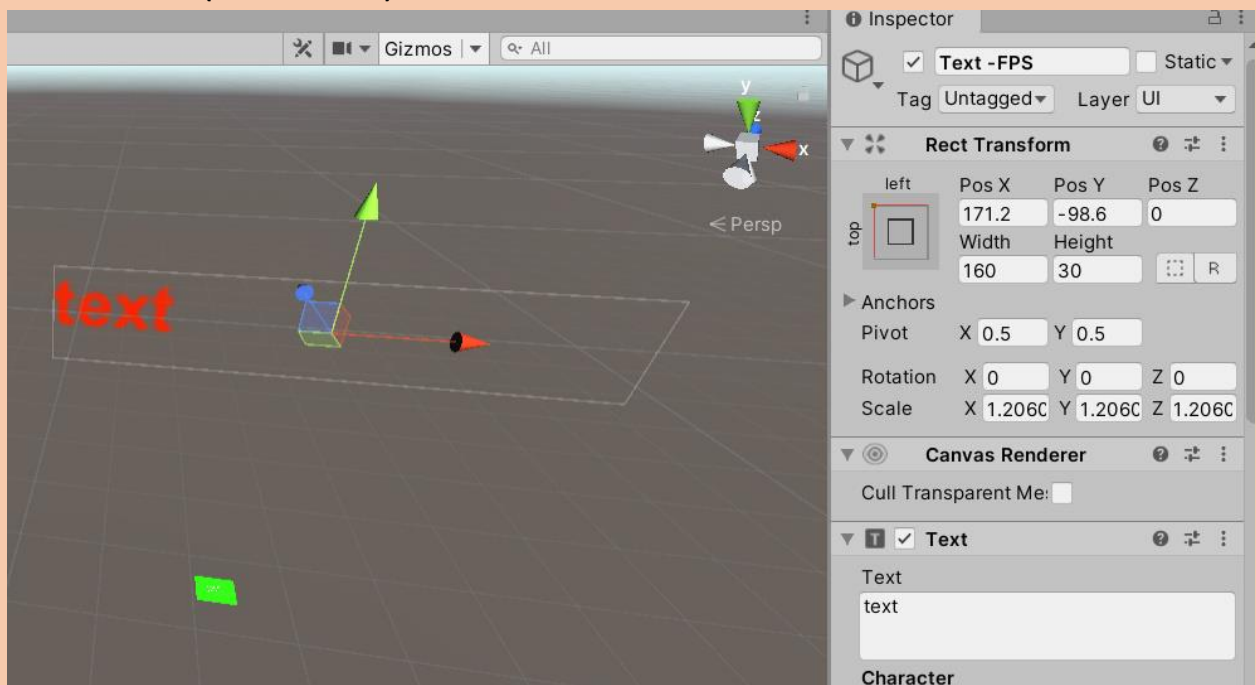 Inspector
Gizmos
All
Text -FPS
Static
Tag Untagged
Layer UI
y
z
x
Persp
Rect Transform
left
top
Pos X Pos Y Pos Z
171.2 -98.6 0
Width Height
160 30
R
Anchors
Pivot X 0.5 Y 0.5
Rotation X 0 Y 0 Z 0
Scale X 1.2060 Y 1.2060 Z 1.2060
Canvas Renderer
Cull Transparent Me
T Text
Text
text
Character
text